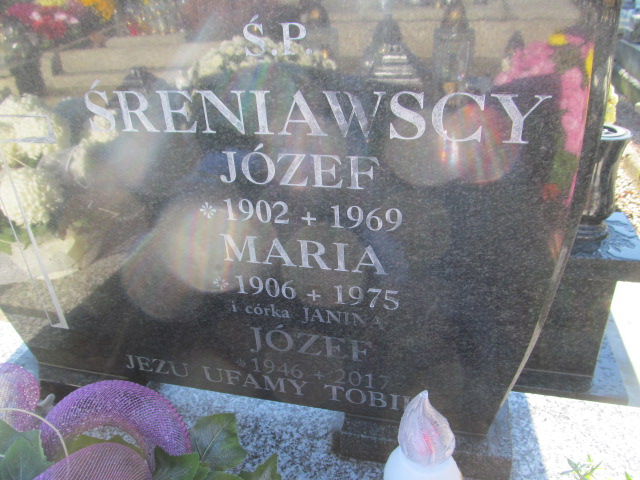 Ś.P.
ŚRENIAWSCY
JÓZEF
* 1902 + 1969
MARIA
* 1906 + 1975
i córka JANINA
JÓZEF
* 1946 + 2017
JEZU UFAMY TOBIE